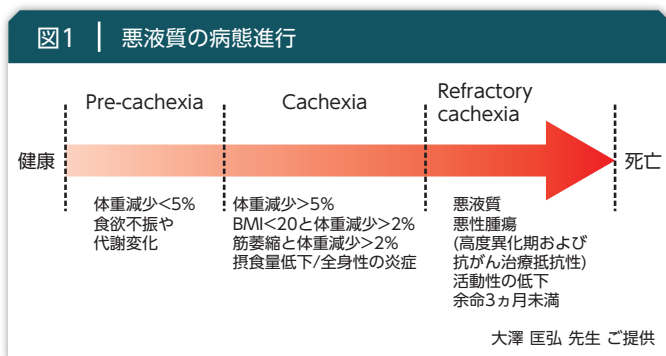 図1 | 悪液質の病態進行
Pre-cachexia
Cachexia
Refractory
cachexia
健康
死亡
体重減少<5%
食欲不振や
代謝変化
体重減少>5%
BMI<20と体重減少>2%
筋萎縮と体重減少>2%
摂食量低下/全身性の炎症
悪液質
悪性腫瘍
(高度異化期および
抗がん治療抵抗性)
活動性の低下
余命3ヵ月未満
大澤 匡弘 先生 ご提供